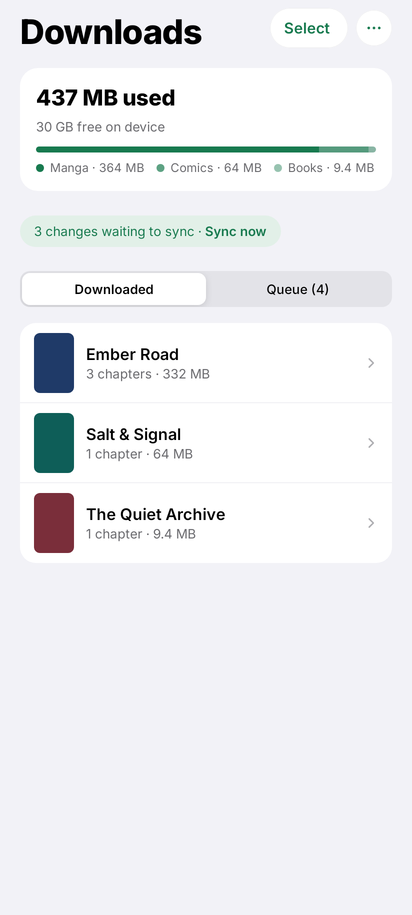 Downloads
Select
437 MB used
30 GB free on device
Manga · 364 MB Comics · 64 MB Books · 9.4 MB
3 changes waiting to sync · Sync now
Downloaded
Queue (4)
Ember Road
3 chapters · 332 MB
Salt & Signal
1 chapter · 64 MB
The Quiet Archive
1 chapter · 9.4 MB